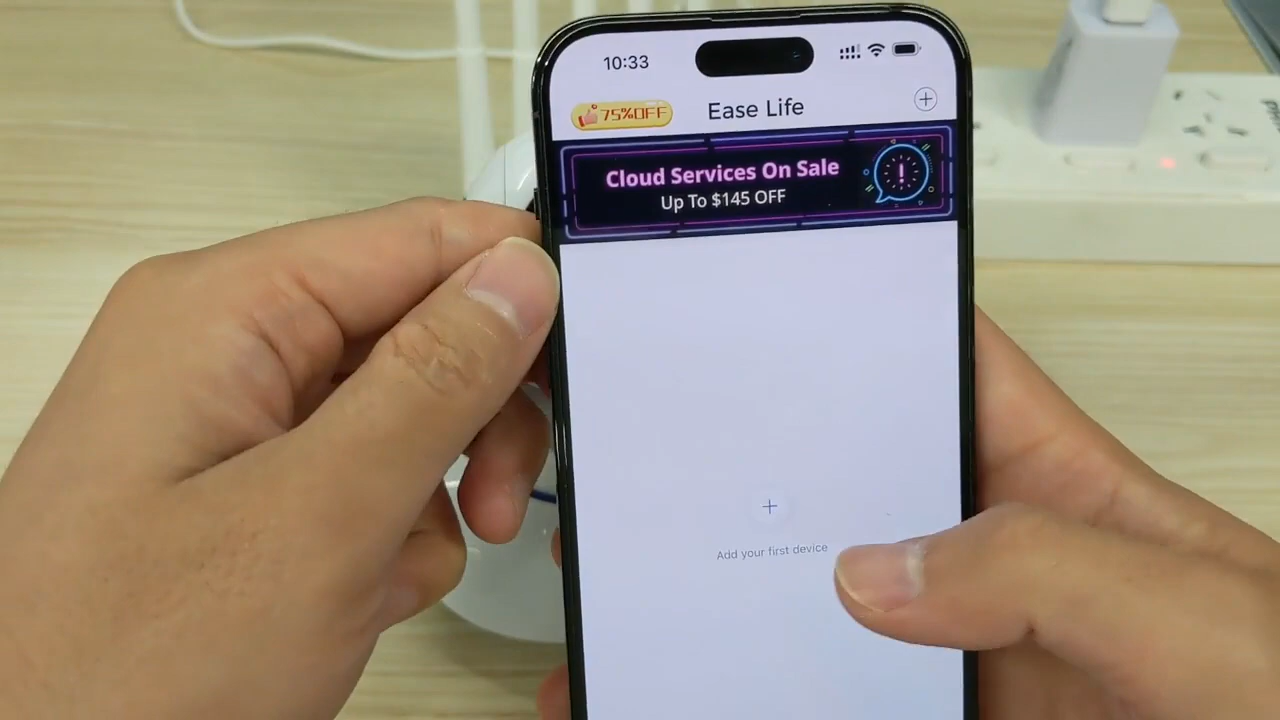 10:33
75%OFF
Ease Life
Cloud Services On Sale
Up To $145 OFF
Add your first device